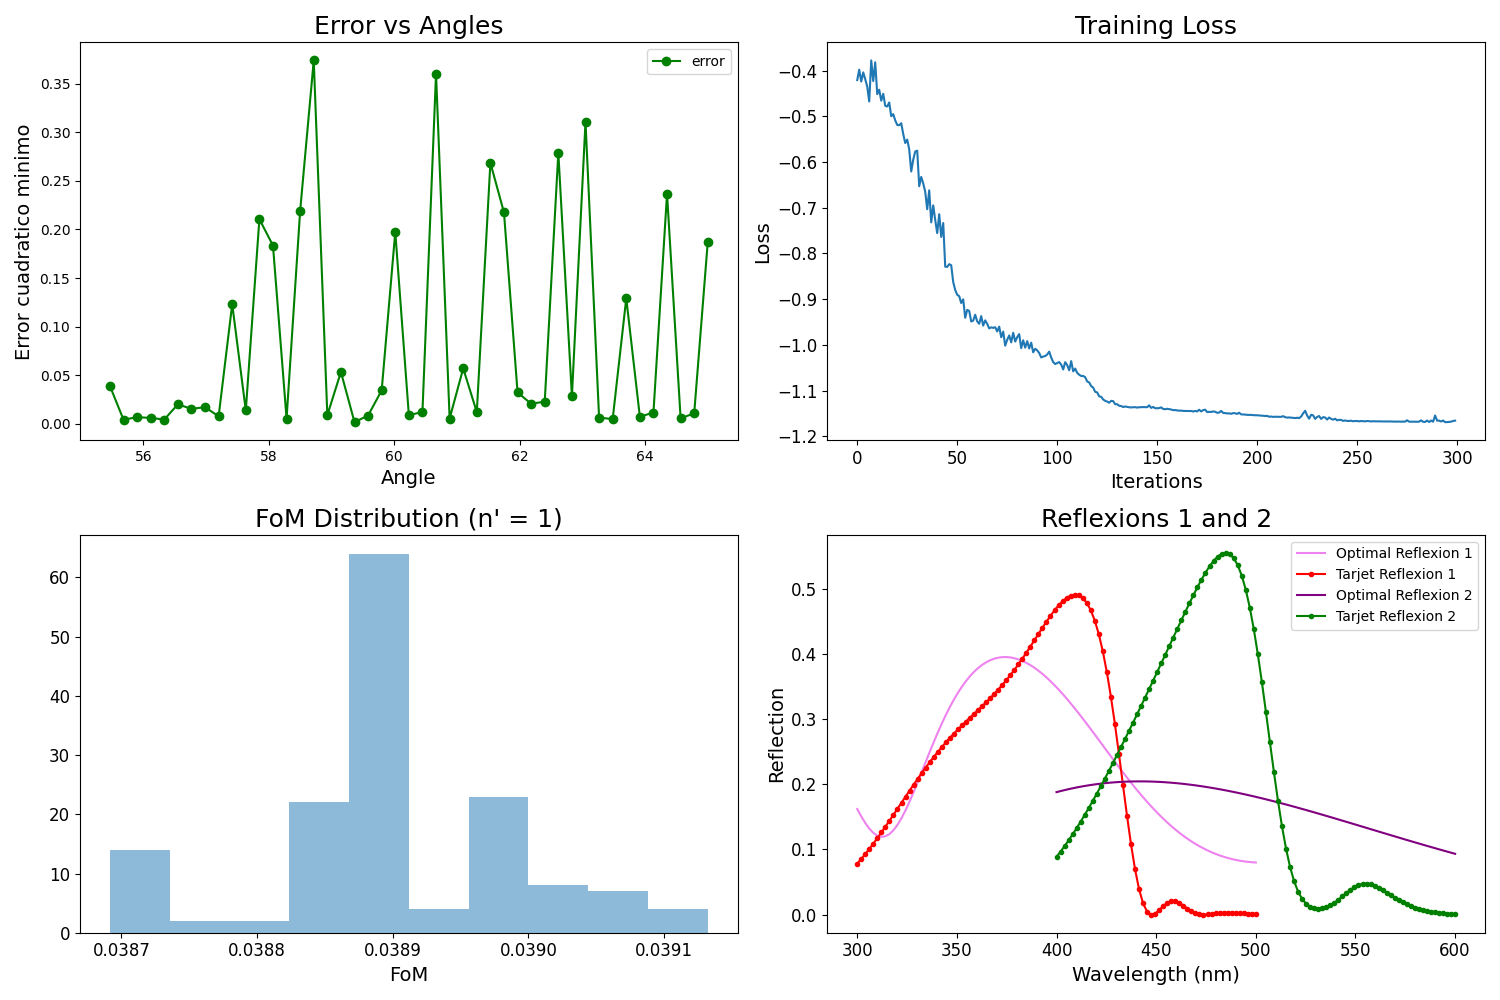 Error vs Angles
error
Error cuadratico minimo
0.35
0.30
0.25
0.20
0.15
0.10
0.05
0.00
56 58 60 62 64
Angle
Training Loss
Loss
−0.4
−0.5
−0.6
−0.7
−0.8
−0.9
−1.0
−1.1
−1.2
0 50 100 150 200 250 300
Iterations
FoM Distribution (n' = 1)
60
50
40
30
20
10
0
0.0387 0.0388 0.0389 0.0390 0.0391
FoM
Reflexions 1 and 2
Optimal Reflexion 1
Tarjet Reflexion 1
Optimal Reflexion 2
Tarjet Reflexion 2
Reflection
0.5
0.4
0.3
0.2
0.1
0.0
300 350 400 450 500 550 600
Wavelength (nm)